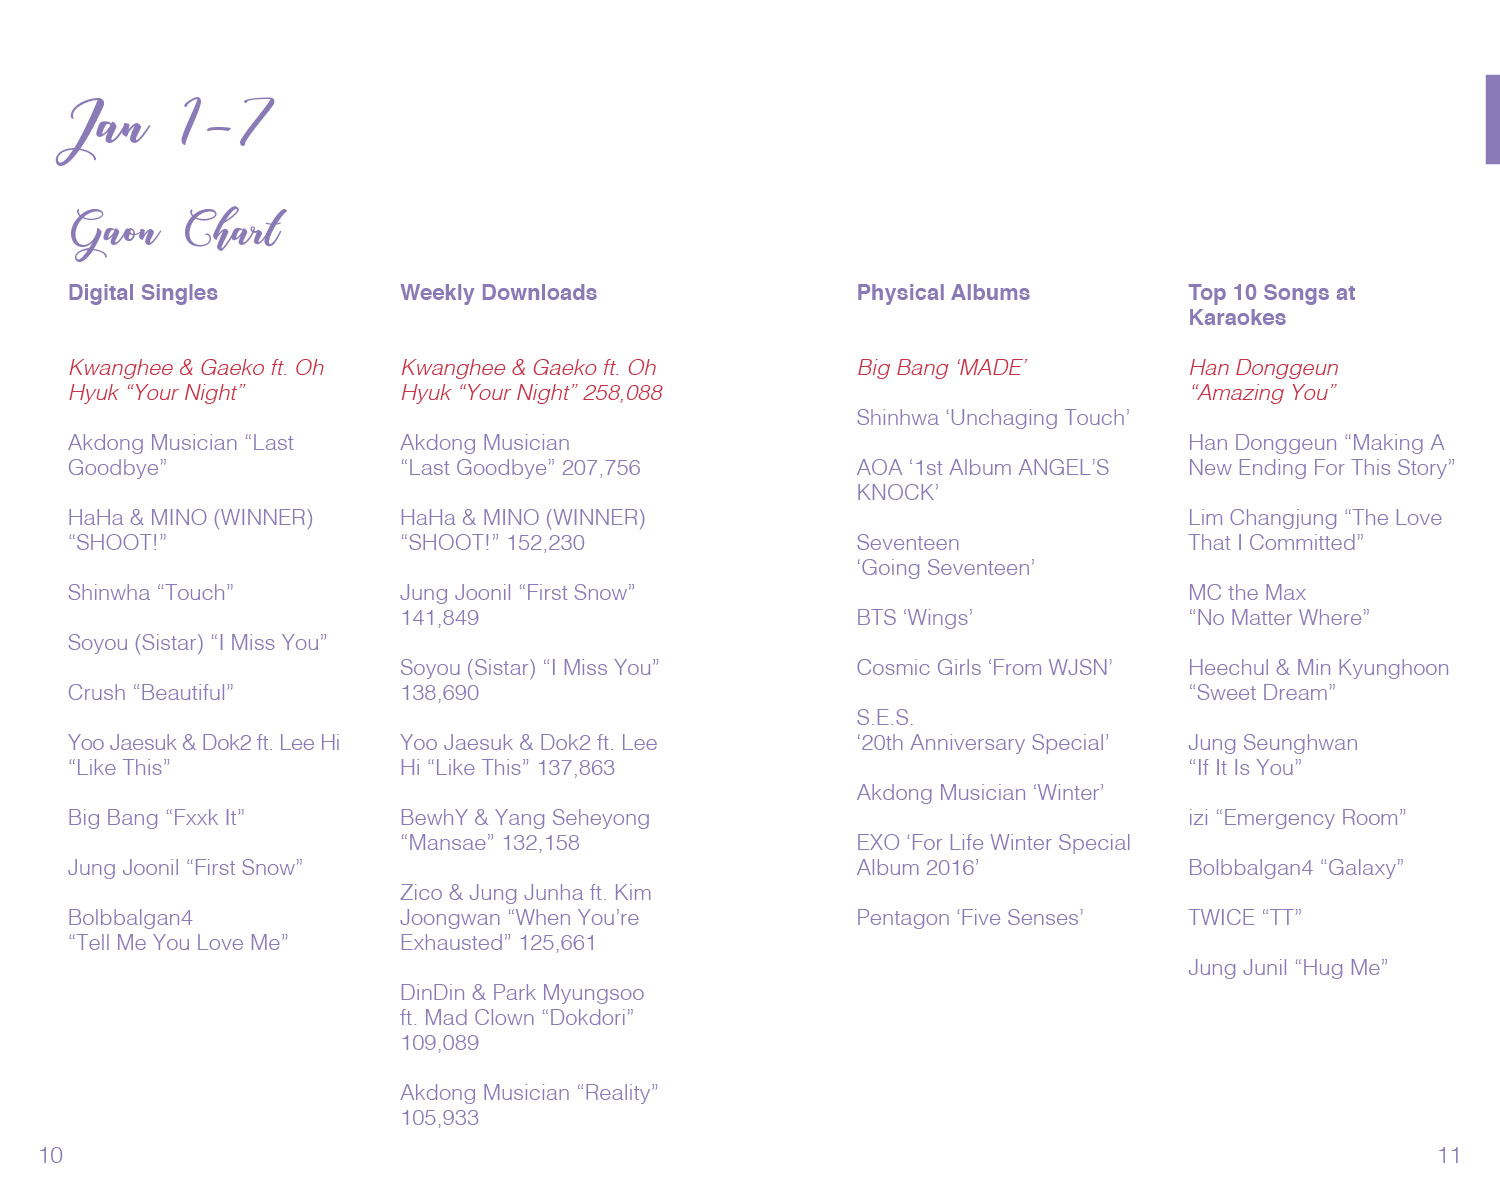 Jan 1-7
Gaon Chart
Digital Singles
Kwanghee & Gaeko ft. Oh
Hyuk “Your Night”
Akdong Musician “Last
Goodbye”
HaHa & MINO (WINNER)
“SHOOT!”
Shinwha “Touch”
Soyou (Sistar) “I Miss You”
Crush “Beautiful”
Yoo Jaesuk & Dok2 ft. Lee Hi
“Like This”
Big Bang “Fxxk It”
Jung Joonil “First Snow”
Bolbbalgan4
“Tell Me You Love Me”
Weekly Downloads
Kwanghee & Gaeko ft. Oh
Hyuk “Your Night” 258,088
Akdong Musician
“Last Goodbye” 207,756
HaHa & MINO (WINNER)
“SHOOT!” 152,230
Jung Joonil “First Snow”
141,849
Soyou (Sistar) “I Miss You”
138,690
Yoo Jaesuk & Dok2 ft. Lee
Hi “Like This” 137,863
BewhY & Yang Seheyong
“Mansae” 132,158
Zico & Jung Junha ft. Kim
Joongwan “When You’re
Exhausted” 125,661
DinDin & Park Myungsoo
ft. Mad Clown “Dokdori”
109,089
Akdong Musician “Reality”
105,933
10
Physical Albums
Big Bang ‘MADE’
Shinhwa ‘Unchaging Touch’
AOA ‘1st Album ANGEL’S
KNOCK’
Seventeen
‘Going Seventeen’
BTS ‘Wings’
Cosmic Girls ‘From WJSN’
S.E.S.
‘20th Anniversary Special’
Akdong Musician ‘Winter’
EXO ‘For Life Winter Special
Album 2016’
Pentagon ‘Five Senses’
Top 10 Songs at
Karaokes
Han Donggeun
“Amazing You”
Han Donggeun “Making A
New Ending For This Story”
Lim Changjung “The Love
That I Committed”
MC the Max
“No Matter Where”
Heechul & Min Kyunghoon
“Sweet Dream”
Jung Seunghwan
“If It Is You”
izi “Emergency Room”
Bolbbalgan4 “Galaxy”
TWICE “TT”
Jung Junil “Hug Me”
11